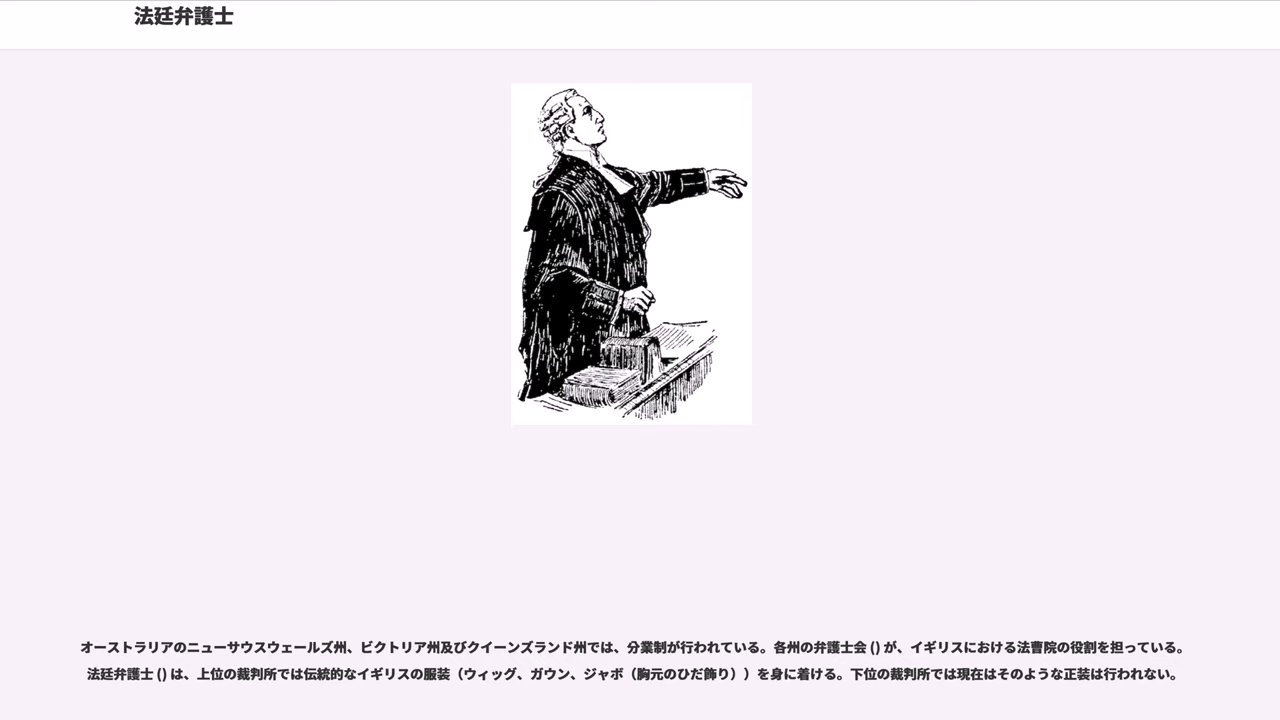 法廷弁護士
オーストラリアのニューサウスウェールズ州、ビクトリア州及びクイーンズランド州では、分業制が行われている。各州の弁護士会 () が、イギリスにおける法曹院の役割を担っている。
法廷弁護士 () は、上位の裁判所では伝統的なイギリスの服装（ウィッグ、ガウン、ジャボ（胸元のひだ飾り））を身に着ける。下位の裁判所では現在はそのような正装は行われない。